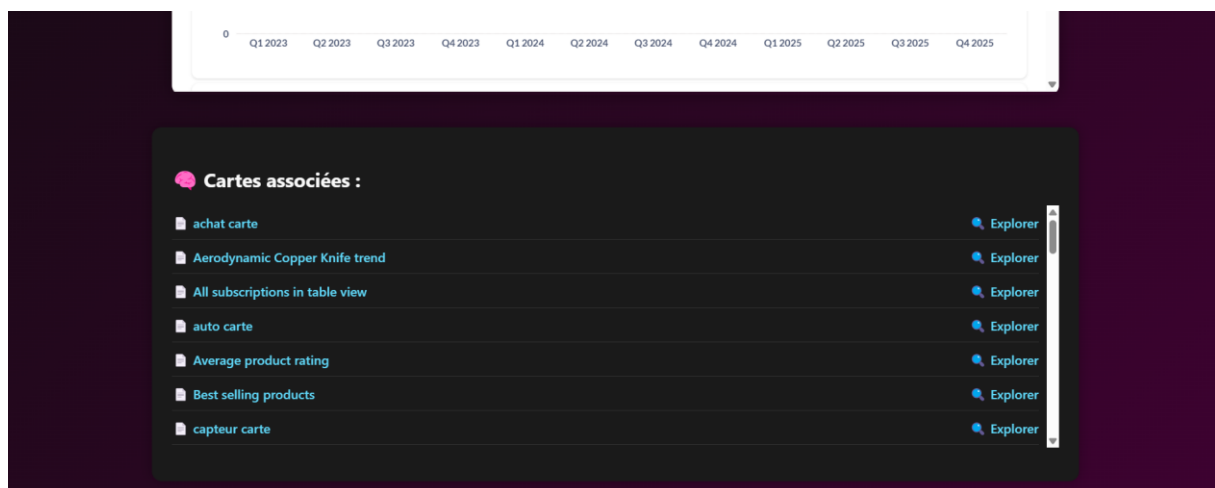 0
Q1 2023 Q2 2023 Q3 2023 Q4 2023 Q1 2024 Q2 2024 Q3 2024 Q4 2024 Q1 2025 Q2 2025 Q3 2025 Q4 2025
Cartes associées :
achat carte Explorer
Aerodynamic Copper Knife trend Explorer
All subscriptions in table view Explorer
auto carte Explorer
Average product rating Explorer
Best selling products Explorer
capteur carte Explorer